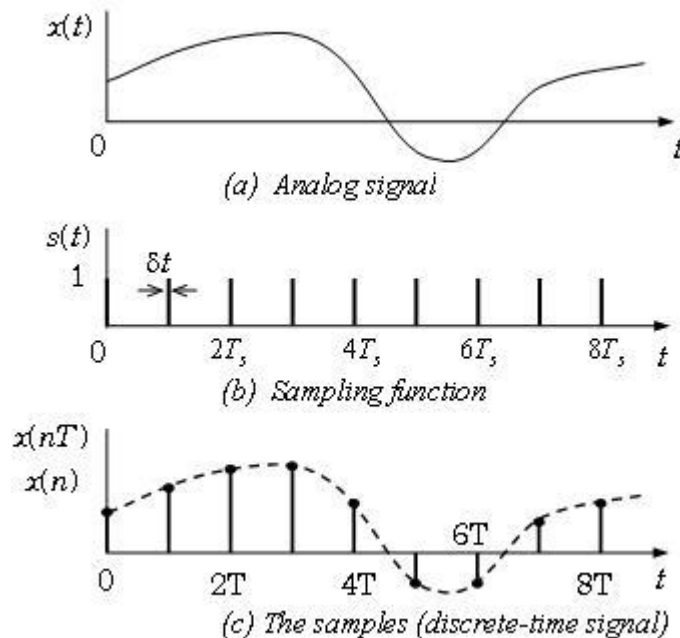 x(t)
0
t
(a) Analog signal
s(t)
δt
1
0 2Tₛ 4Tₛ 6Tₛ 8Tₛ t
(b) Sampling function
x(nT)
x(n)
6T
0 2T 4T 8T t
(c) The samples (discrete-time signal)